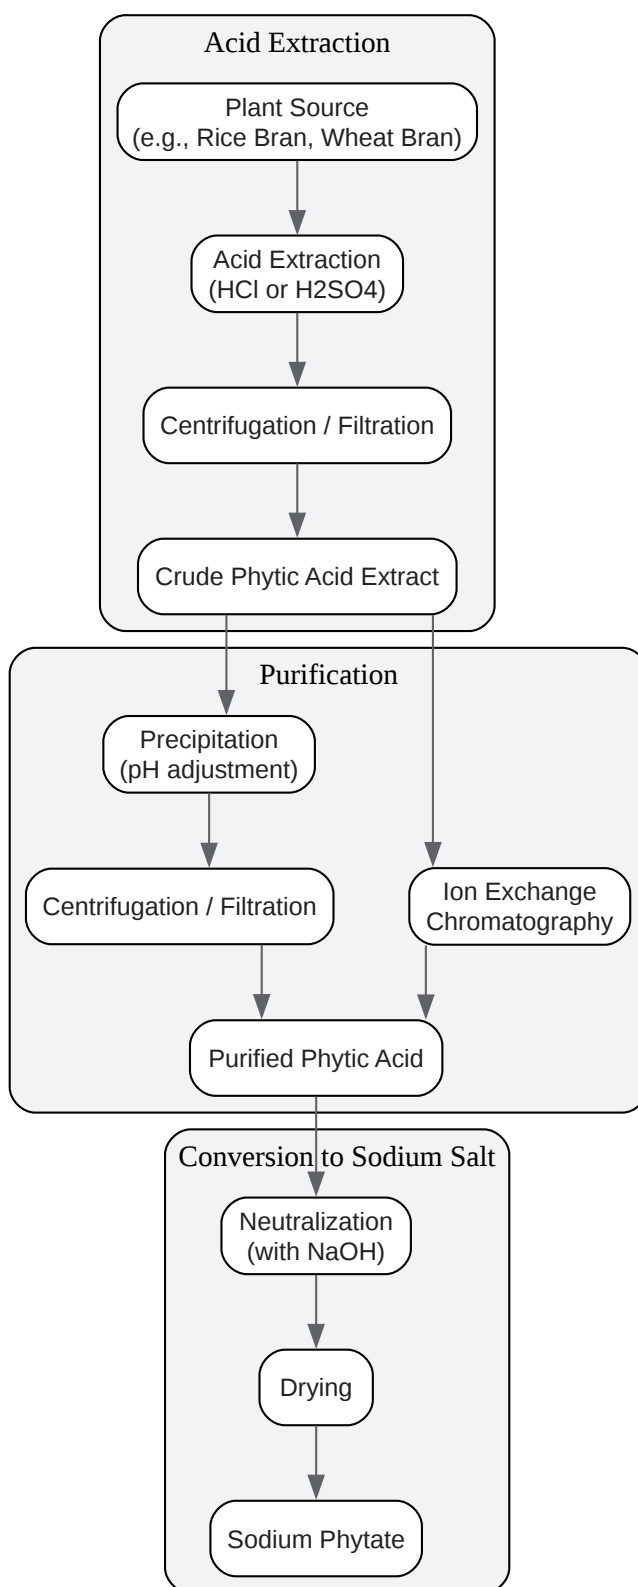 Acid Extraction
Plant Source
(e.g., Rice Bran, Wheat Bran)
Acid Extraction
(HCl or H2SO4)
Centrifugation / Filtration
Crude Phytic Acid Extract
Purification
Precipitation
(pH adjustment)
Centrifugation / Filtration
Ion Exchange
Chromatography
Purified Phytic Acid
Conversion to Sodium Salt
Neutralization
(with NaOH)
Drying
Sodium Phytate